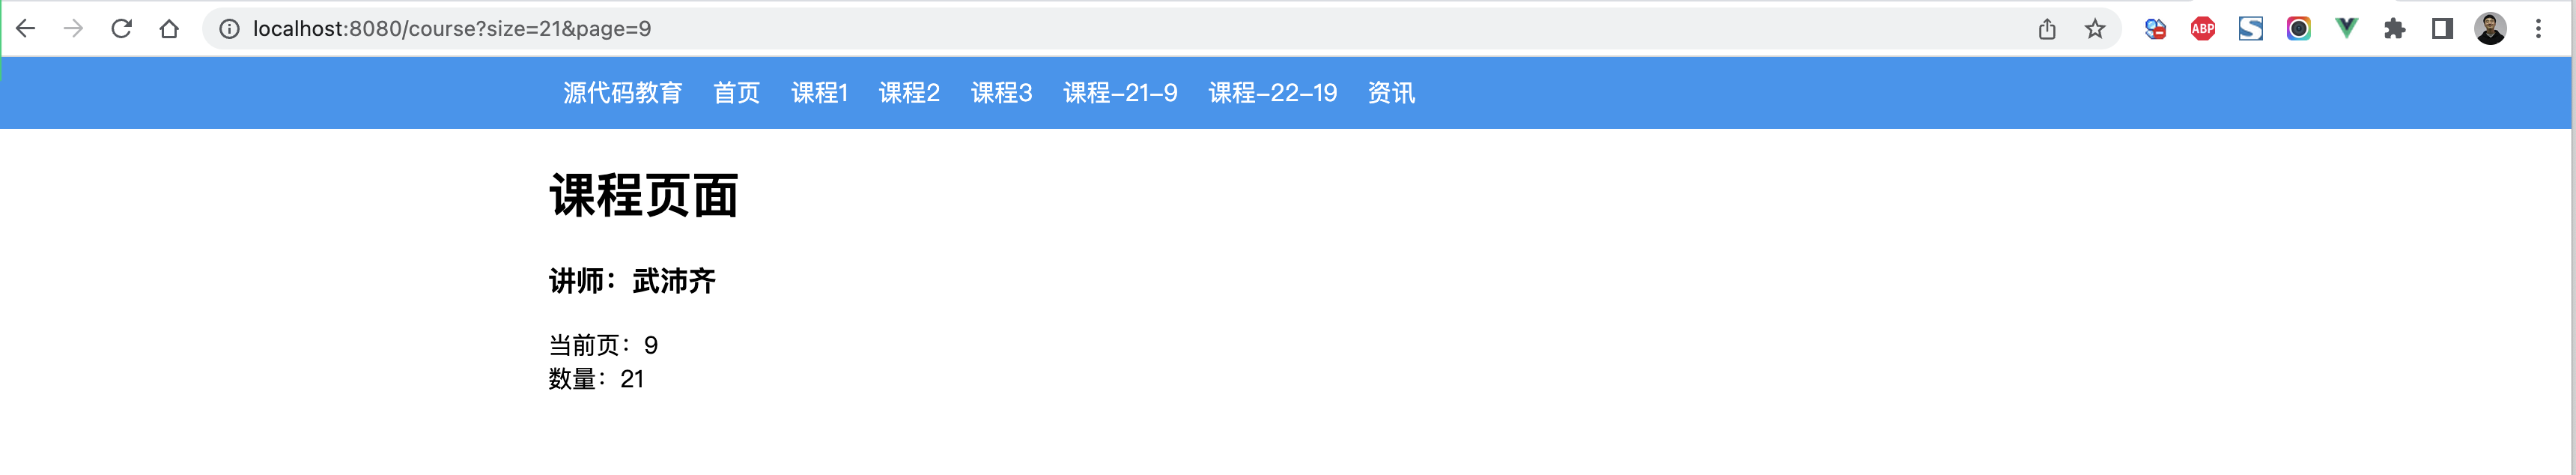 localhost:8080/course?size=21&page=9
ABP
源代码教育 首页 课程1 课程2 课程3 课程-21-9 课程-22-19 资讯
课程页面
讲师：武沛齐
当前页：9
数量：21